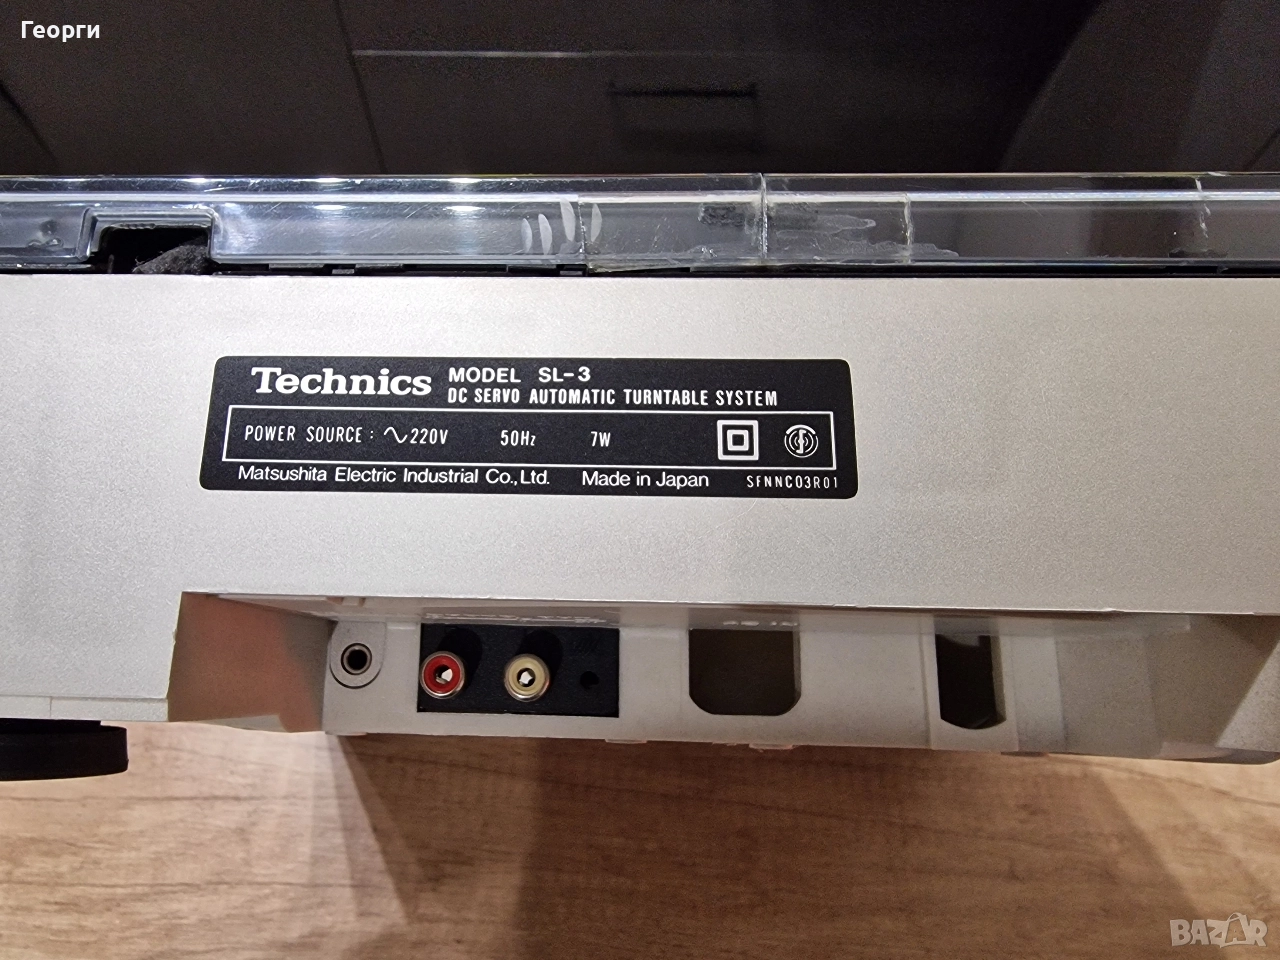 Георги
Technics MODEL SL-3
DC SERVO AUTOMATIC TURNTABLE SYSTEM
POWER SOURCE : ∿220V 50Hz 7W
Matsushita Electric Industrial Co., Ltd. Made in Japan SFNNC03R01
BAZAR